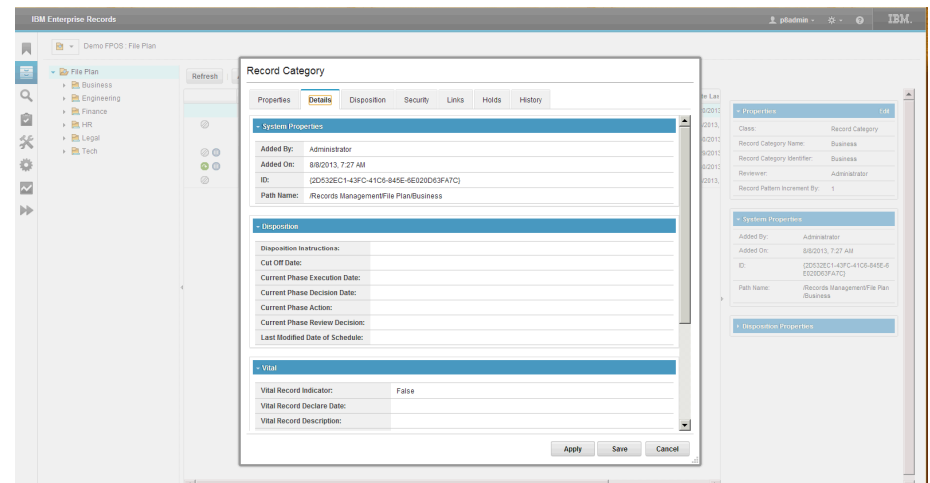 IBM Enterprise Records
p8admin
IBM.
Demo FPOS : File Plan
File Plan
Business
Engineering
Finance
HR
Legal
Tech
Refresh
Record Category
Properties Details Disposition Security Links Holds History
System Properties
Added By: Administrator
Added On: 8/8/2013, 7:27 AM
ID: {2D532EC1-43FC-41C6-845E-6E020D63FA7C}
Path Name: /Records Management/File Plan/Business
Disposition
Disposition Instructions:
Cut Off Date:
Current Phase Execution Date:
Current Phase Decision Date:
Current Phase Action:
Current Phase Review Decision:
Last Modified Date of Schedule:
Vital
Vital Record Indicator: False
Vital Record Declare Date:
Vital Record Description:
Apply Save Cancel
Properties Edit
Class: Record Category
Record Category Name: Business
Record Category Identifier: Business
Reviewer: Administrator
Record Pattern Increment By: 1
System Properties
Added By: Administrator
Added On: 8/8/2013, 7:27 AM
ID: {2D532EC1-43FC-41C6-845E-6
E020D63FA7C}
Path Name: /Records Management/File Plan
/Business
Disposition Properties